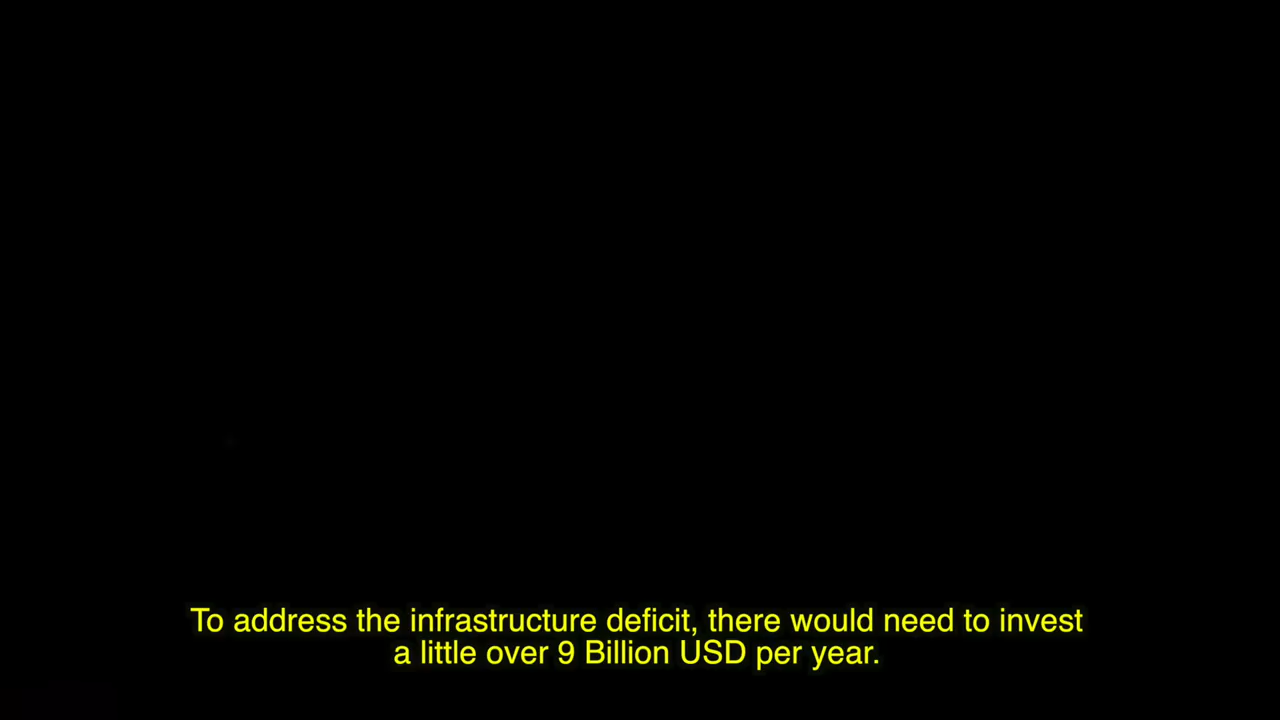 To address the infrastructure deficit, there would need to invest
a little over 9 Billion USD per year.